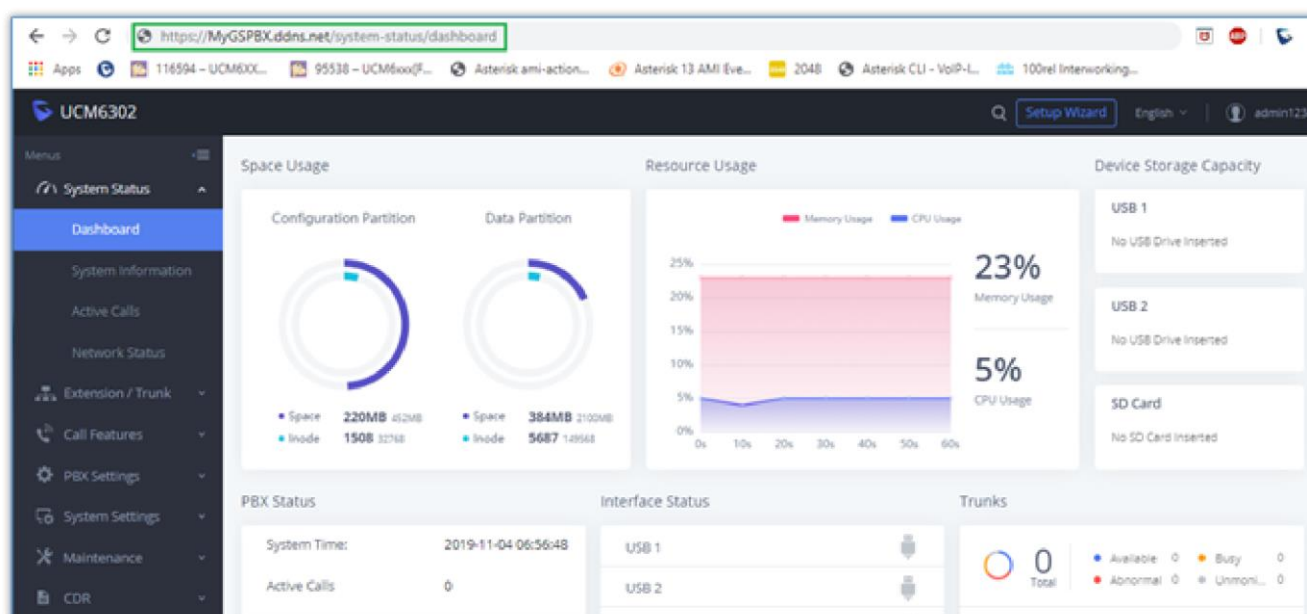 https://MyGSPBX.ddns.net/system-status/dashboard
Apps 116594 – UCM6XX... 95538 – UCM6xxx(F... Asterisk ami-action... Asterisk 13 AMI Eve... 2048 Asterisk CLI - VoIP-I... 100rel Interworking...
UCM6302 Setup Wizard English admin123
Menus
System Status
Dashboard
System Information
Active Calls
Network Status
Extension / Trunk
Call Features
PBX Settings
System Settings
Maintenance
CDR
Space Usage
Configuration Partition Data Partition
Space 220MB 452MB
Inode 1508 32768
Space 384MB 2100MB
Inode 5687 149568
Resource Usage
Memory Usage CPU Usage
25%
20%
15%
10%
5%
0%
0s 10s 20s 30s 40s 50s 60s
23%
Memory Usage
5%
CPU Usage
Device Storage Capacity
USB 1
No USB Drive Inserted
USB 2
No USB Drive Inserted
SD Card
No SD Card Inserted
PBX Status
System Time: 2019-11-04 06:56:48
Active Calls 0
Interface Status
USB 1
USB 2
Trunks
0
Total
Available 0 Busy 0
Abnormal 0 Unmoni... 0